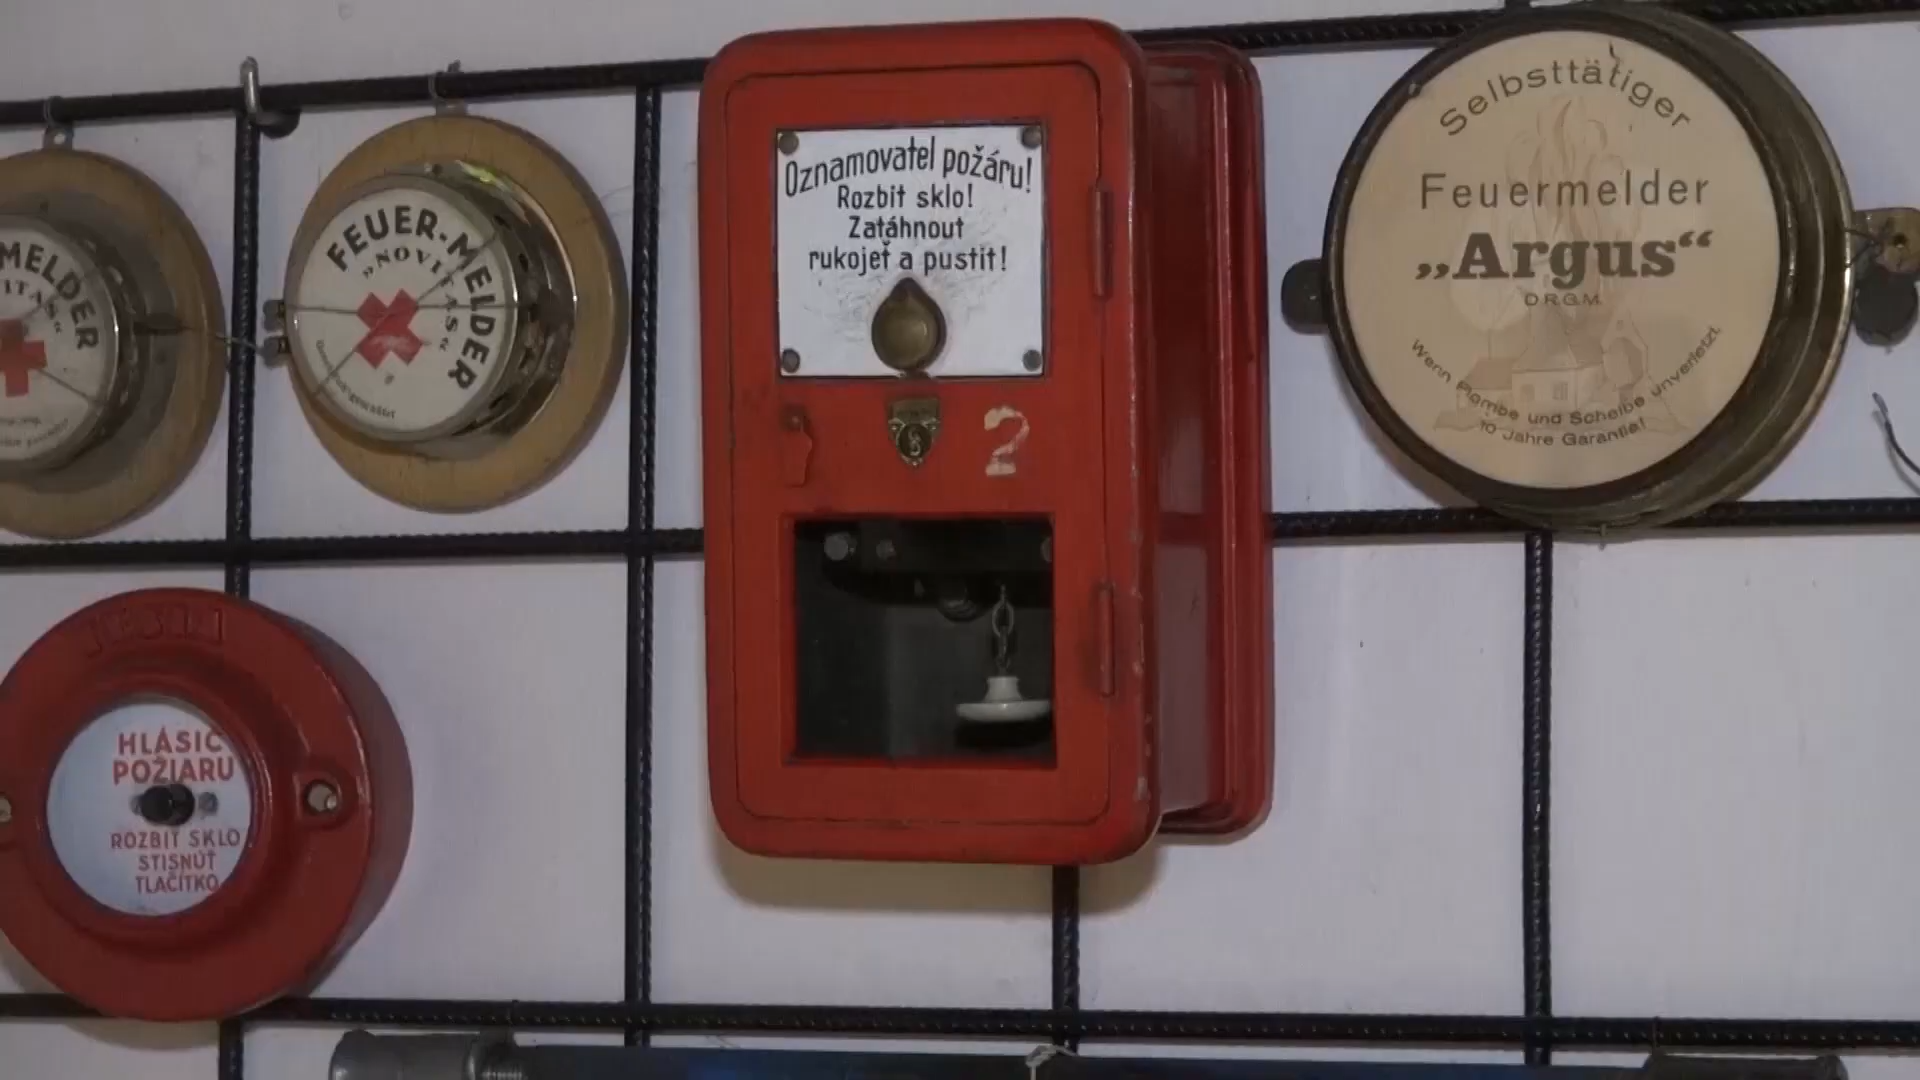 MELDER
ITAS“
FEUER-MELDER
„NOVITAS“
Oznamovatel požáru!
Rozbit sklo!
Zatáhnout
rukojeť a pustit!
2
Selbsttätiger
Feuermelder
„Argus“
D.R.G.M.
Wenn Plombe und Scheibe unverletzt
10 Jahre Garantie!
HLÁSIČ
POŽIARU
ROZBIŤ SKLO
STISNÚŤ
TLAČÍTKO